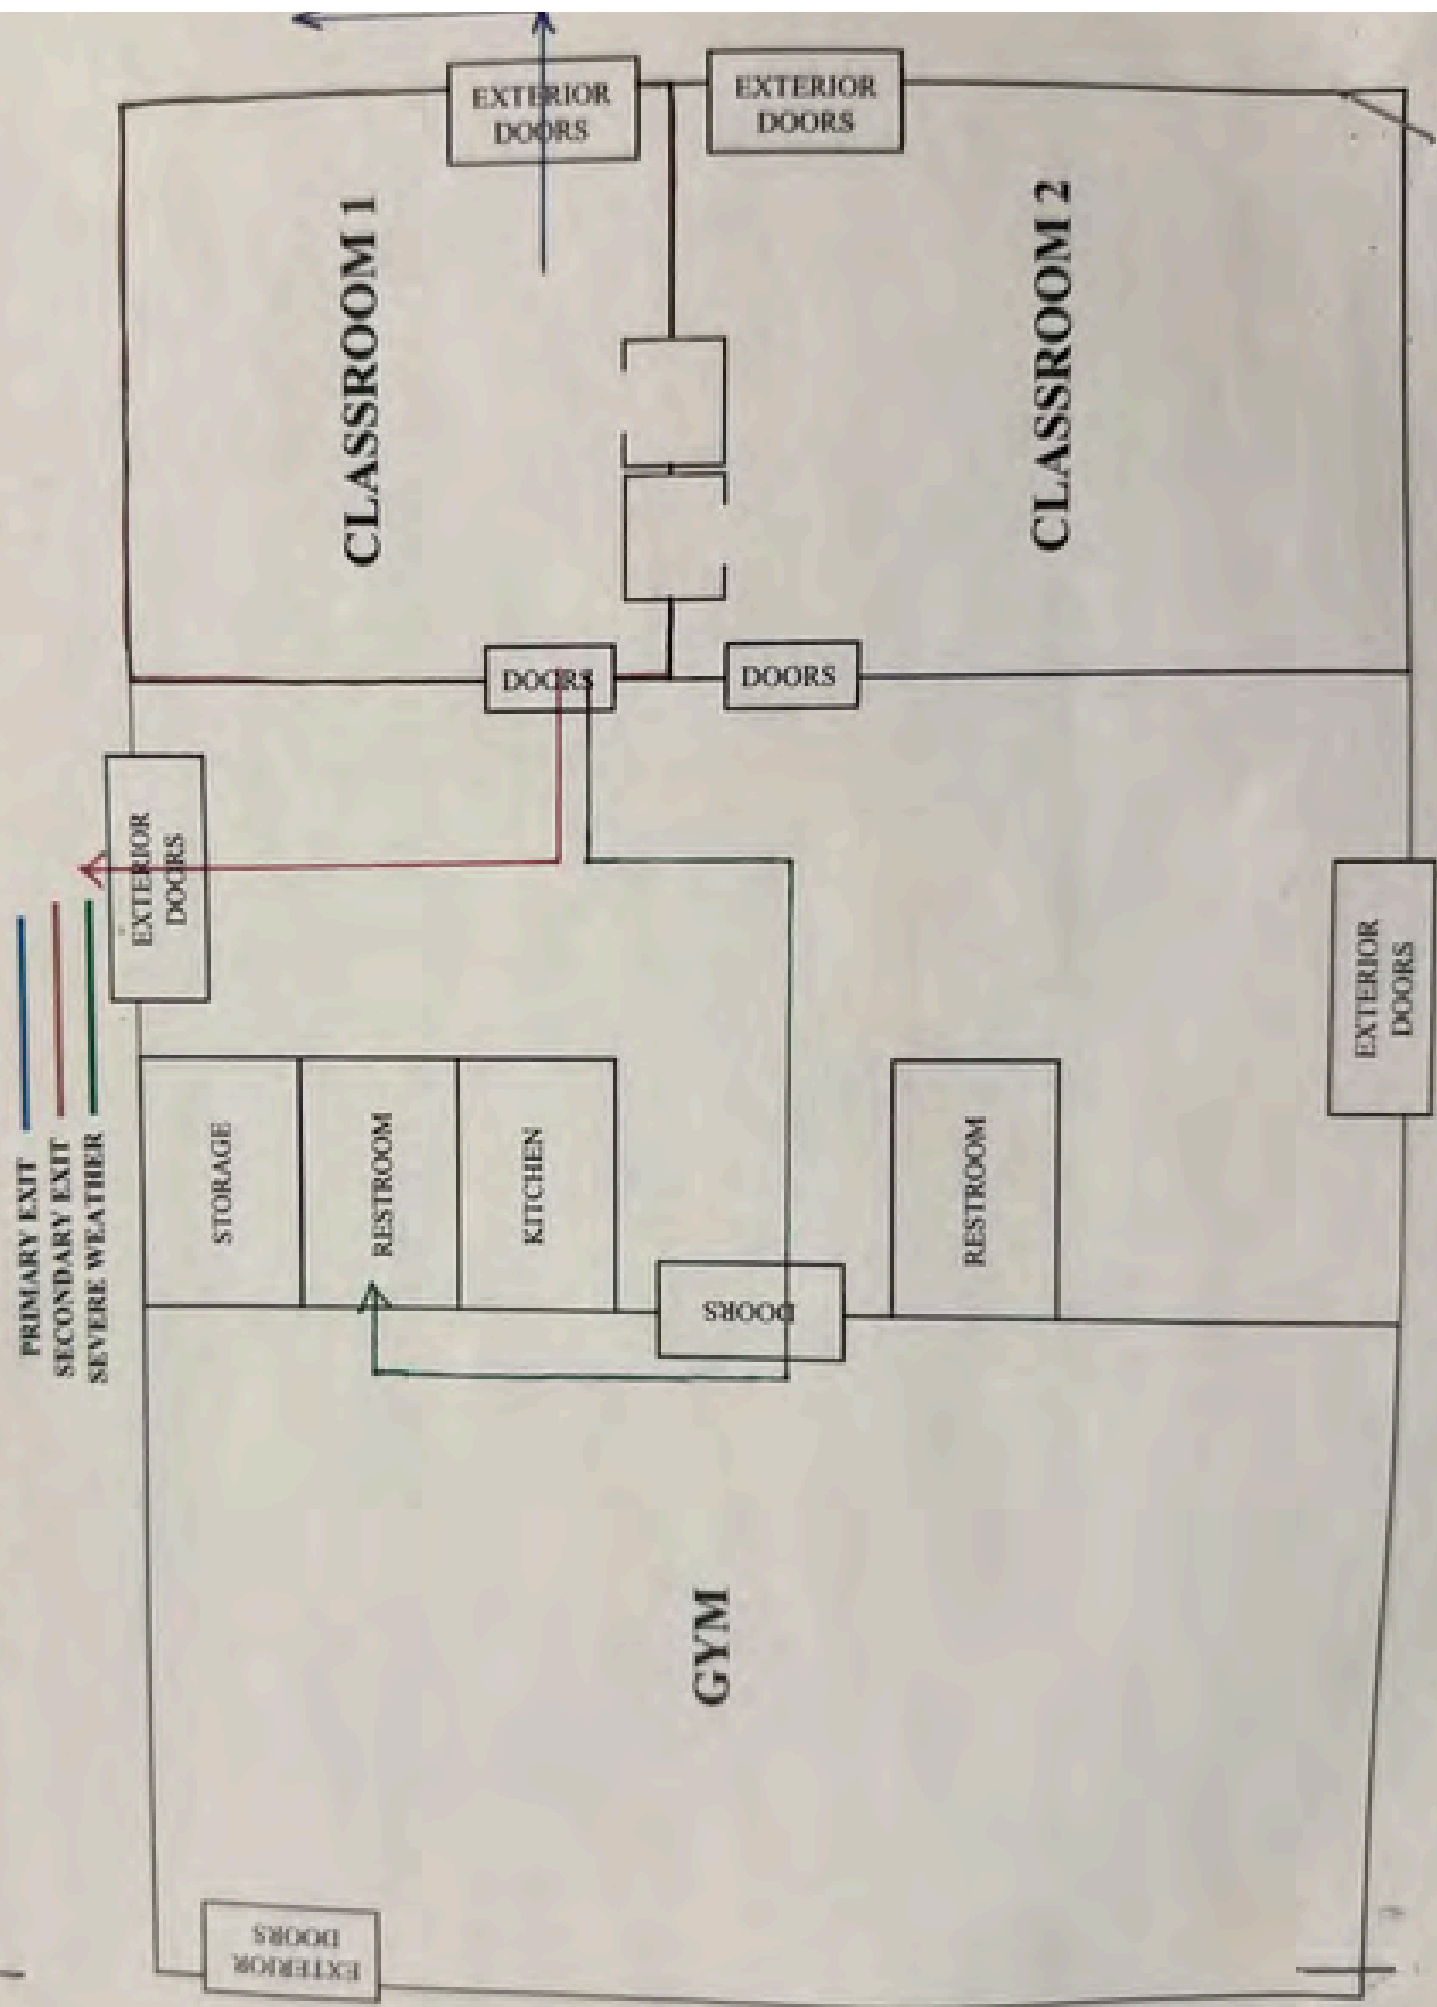 EXTERIOR
DOORS
EXTERIOR
DOORS
CLASSROOM 1
CLASSROOM 2
DOORS
DOORS
EXTERIOR
DOORS
EXTERIOR
DOORS
PRIMARY EXIT
SECONDARY EXIT
SEVERE WEATHER
STORAGE
RESTROOM
KITCHEN
RESTROOM
DOORS
GYM
EXTERIOR
DOORS